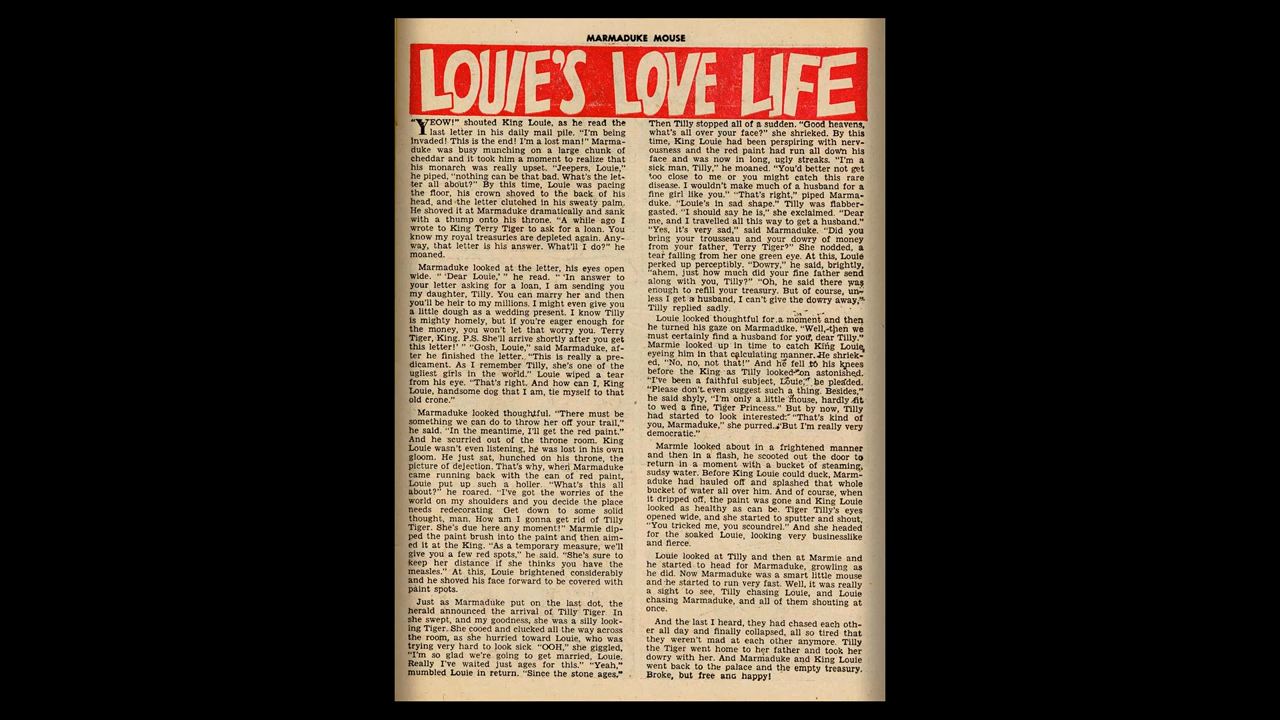 MARMADUKE MOUSE
LOUIE'S LOVE LIFE
"YEOW!" shouted King Louie, as he read the
last letter in his daily mail pile. "I'm being
invaded! This is the end! I'm a lost man!" Marma-
duke was busy munching on a large chunk of
cheddar and it took him a moment to realize that
his monarch was really upset. "Jeepers, Louie,"
he piped, "nothing can be that bad. What's the let-
ter all about?" By this time, Louie was pacing
the floor, his crown shoved to the back of his
head, and the letter clutched in his sweaty palm.
He shoved it at Marmaduke dramatically and sank
with a thump onto his throne. "A while ago I
wrote to King Terry Tiger to ask for a loan. You
know my royal treasuries are depleted again. Any-
way, that letter is his answer. What'll I do?" he
moaned.
Marmaduke looked at the letter, his eyes open
wide. " 'Dear Louie,' " he read. " 'In answer to
your letter asking for a loan, I am sending you
my daughter, Tilly. You can marry her and then
you'll be heir to my millions. I might even give you
a little dough as a wedding present. I know Tilly
is mighty homely, but if you're eager enough for
the money, you won't let that worry you. Terry
Tiger, King. P.S. She'll arrive shortly after you get
this letter!' " "Gosh, Louie," said Marmaduke, af-
ter he finished the letter. "This is really a pre-
dicament. As I remember Tilly, she's one of the
ugliest girls in the world." Louie wiped a tear
from his eye. "That's right. And how can I, King
Louie, handsome dog that I am, tie myself to that
old crone."
Marmaduke looked thoughtful. "There must be
something we can do to throw her off your trail,"
he said. "In the meantime, I'll get the red paint."
And he scurried out of the throne room. King
Louie wasn't even listening, he was lost in his own
gloom. He just sat, hunched on his throne, the
picture of dejection. That's why, when Marmaduke
came running back with the can of red paint,
Louie put up such a holler. "What's this all
about?" he roared. "I've got the worries of the
world on my shoulders and you decide the place
needs redecorating Get down to some solid
thought, man. How am I gonna get rid of Tilly
Tiger. She's due here any moment!" Marmie dip-
ped the paint brush into the paint and then aim-
ed it at the King. "As a temporary measure, we'll
give you a few red spots," he said. "She's sure to
keep her distance if she thinks you have the
measles." At this, Louie brightened considerably
and he shoved his face forward to be covered with
paint spots.
Just as Marmaduke put on the last dot, the
herald announced the arrival of Tilly Tiger. In
she swept, and my goodness, she was a silly look-
ing Tiger. She cooed and clucked all the way across
the room, as she hurried toward Louie, who was
trying very hard to look sick. "OOH," she giggled,
"I'm so glad we're going to get married, Louie.
Really I've waited just ages for this." "Yeah,"
mumbled Louie in return. "Since the stone ages."
Then Tilly stopped all of a sudden. "Good heavens,
what's all over your face?" she shrieked. By this
time, King Louie had been perspiring with nerv-
ousness and the red paint had run all down his
face and was now in long, ugly streaks. "I'm a
sick man, Tilly," he moaned. "You'd better not get
too close to me or you might catch this rare
disease. I wouldn't make much of a husband for a
fine girl like you." "That's right," piped Marma-
duke. "Louie's in sad shape." Tilly was flabber-
gasted. "I should say he is," she exclaimed. "Dear
me, and I travelled all this way to get a husband."
"Yes, it's very sad," said Marmaduke. "Did you
bring your trousseau and your dowry of money
from your father, Terry Tiger?" She nodded, a
tear falling from her one green eye. At this, Louie
perked up perceptibly. "Dowry," he said, brightly,
"ahem, just how much did your fine father send
along with you, Tilly?" "Oh, he said there was
enough to refill your treasury. But of course, un-
less I get a husband, I can't give the dowry away,"
Tilly replied sadly.
Louie looked thoughtful for a moment and then
he turned his gaze on Marmaduke. "Well, then we
must certainly find a husband for you, dear Tilly."
Marmie looked up in time to catch King Louie
eyeing him in that calculating manner. He shriek-
ed, "No, no, not that!" And he fell to his knees
before the King as Tilly looked on astonished.
"I've been a faithful subject, Louie," he pleaded.
"Please don't even suggest such a thing. Besides,"
he said shyly, "I'm only a little mouse, hardly fit
to wed a fine, Tiger Princess." But by now, Tilly
had started to look interested. "That's kind of
you, Marmaduke," she purred. "But I'm really very
democratic."
Marmie looked about in a frightened manner
and then in a flash, he scooted out the door to
return in a moment with a bucket of steaming,
sudsy water. Before King Louie could duck, Marm-
aduke had hauled off and splashed that whole
bucket of water all over him. And of course, when
it dripped off, the paint was gone and King Louie
looked as healthy as can be. Tiger Tilly's eyes
opened wide, and she started to sputter and shout,
"You tricked me, you scoundrel." And she headed
for the soaked Louie, looking very businesslike
and fierce.
Louie looked at Tilly and then at Marmie and
he started to head for Marmaduke, growling as
he did. Now Marmaduke was a smart little mouse
and he started to run very fast. Well, it was really
a sight to see, Tilly chasing Louie, and Louie
chasing Marmaduke, and all of them shouting at
once.
And the last I heard, they had chased each oth-
er all day and finally collapsed, all so tired that
they weren't mad at each other anymore. Tilly
the Tiger went home to her father and took her
dowry with her. And Marmaduke and King Louie
went back to the palace and the empty treasury.
Broke, but free and happy!